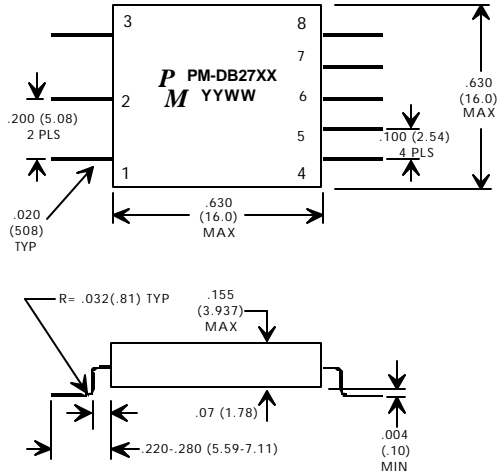 3
8
P PM-DB27XX
M YYWW
7
.630
(16.0)
MAX
2
6
.200 (5.08)
2 PLS
5
.100 (2.54)
4 PLS
1
4
.020
(508)
TYP
.630
(16.0)
MAX
R= .032(.81) TYP
.155
(3.937)
MAX
.07 (1.78)
.220-.280 (5.59-7.11)
.004
(.10)
MIN